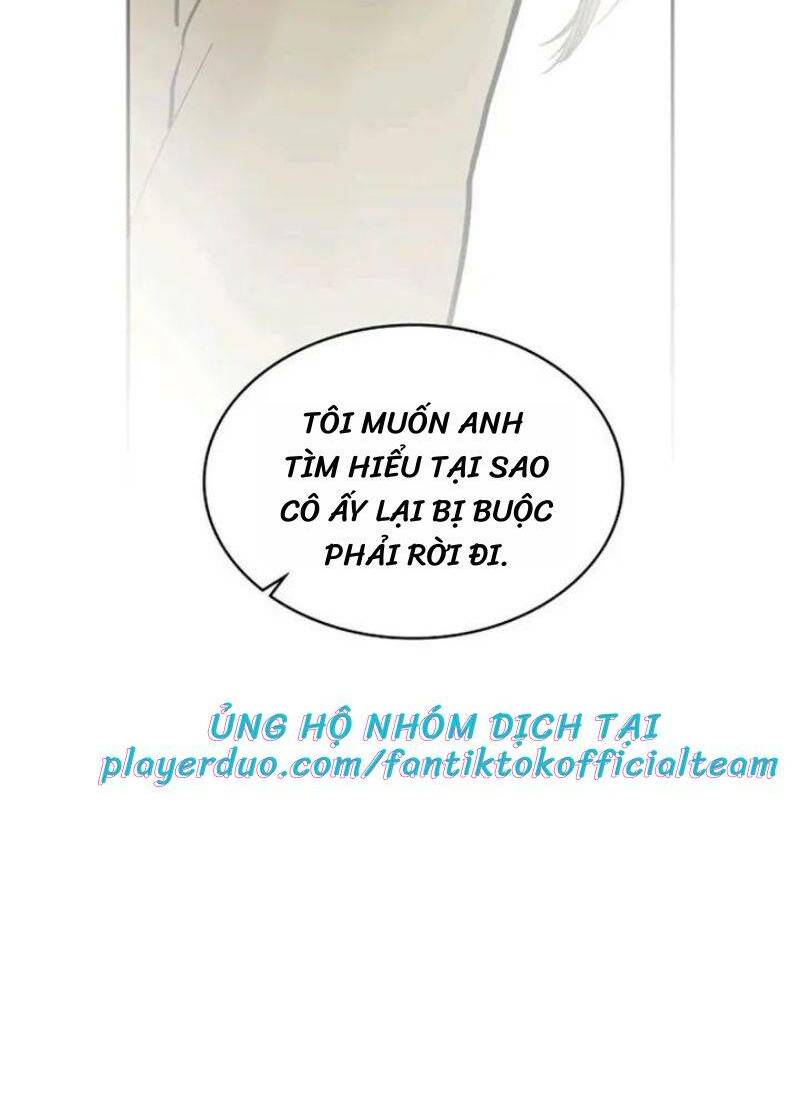 TÔI MUỐN ANH
TÌM HIỂU TẠI SAO
CÔ ẤY LẠI BỊ BUỘC
PHẢI RỜI ĐI.
ỦNG HỘ NHÓM DỊCH TẠI
playerduo.com/fantiktokofficialteam